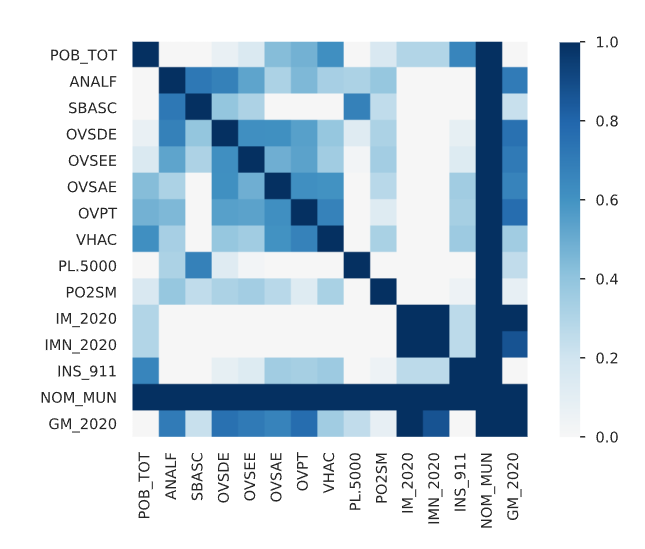 POB_TOT
ANALF
SBASC
OVSDE
OVSEE
OVSAE
OVPT
VHAC
PL.5000
PO2SM
IM_2020
IMN_2020
INS_911
NOM_MUN
GM_2020
POB_TOT
ANALF
SBASC
OVSDE
OVSEE
OVSAE
OVPT
VHAC
PL.5000
PO2SM
IM_2020
IMN_2020
INS_911
NOM_MUN
GM_2020
1.0
0.8
0.6
0.4
0.2
0.0